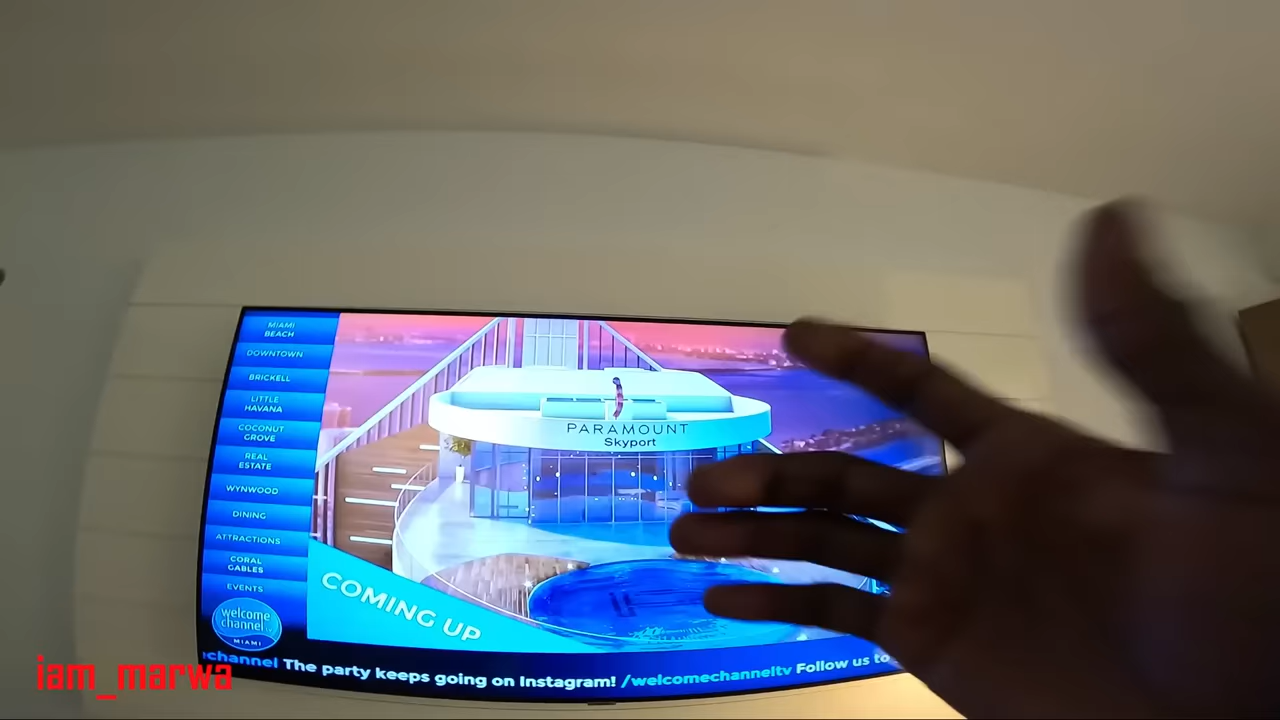 MIAMI
BEACH
DOWNTOWN
BRICKELL
LITTLE
HAVANA
COCONUT
GROVE
REAL
ESTATE
WYNWOOD
DINING
ATTRACTIONS
CORAL
GABLES
EVENTS
welcome
channel
MIAMI
PARAMOUNT
Skyport
COMING UP
channel The party keeps going on Instagram! /welcomechanneltv Follow us to
iam_marwa